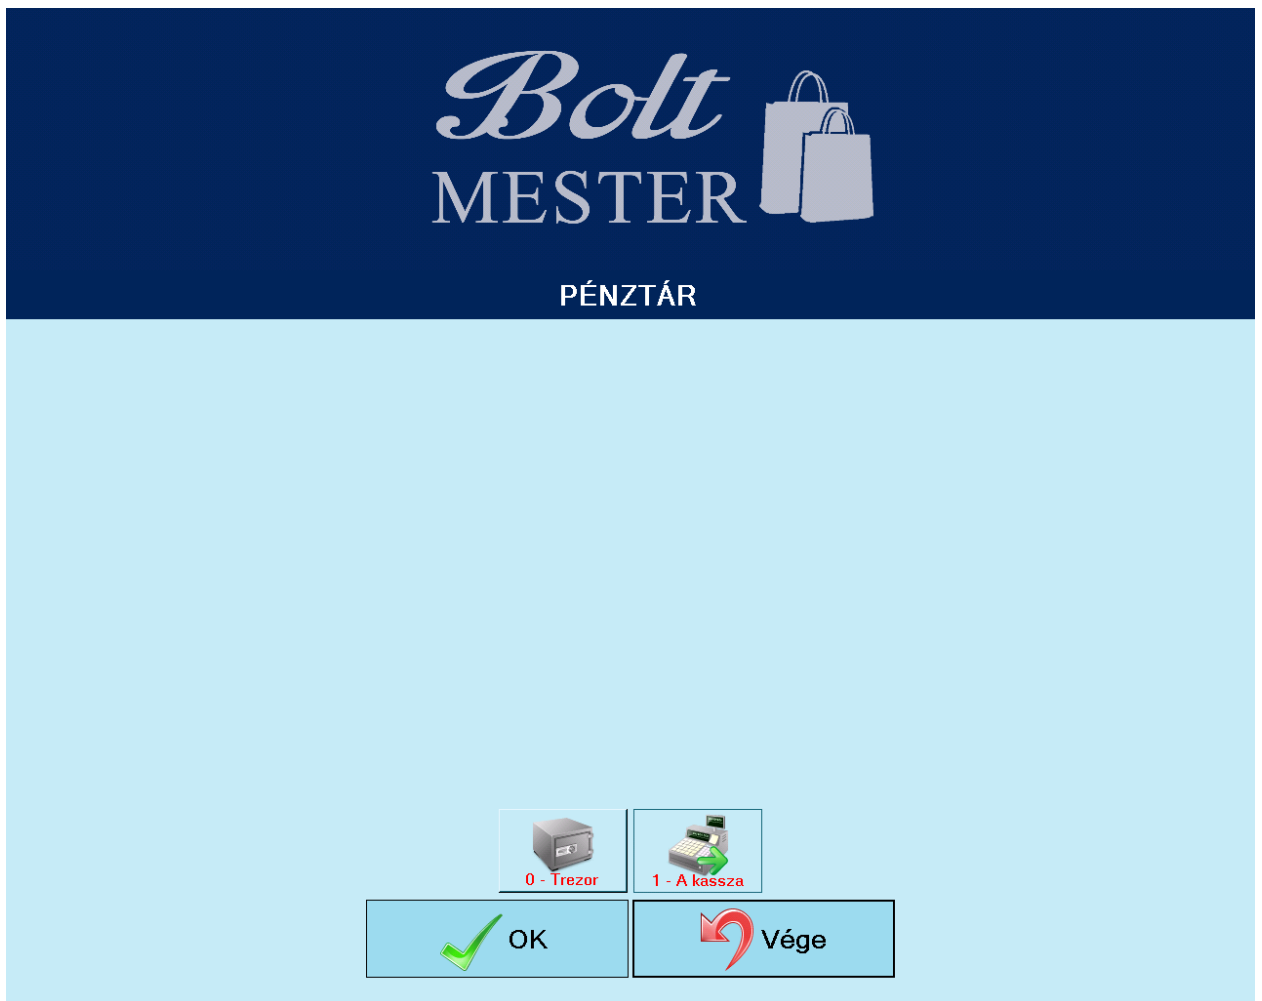 Bolt
MESTER
PÉNZTÁR
0 - Trezor
1 - A kassza
OK
Vége